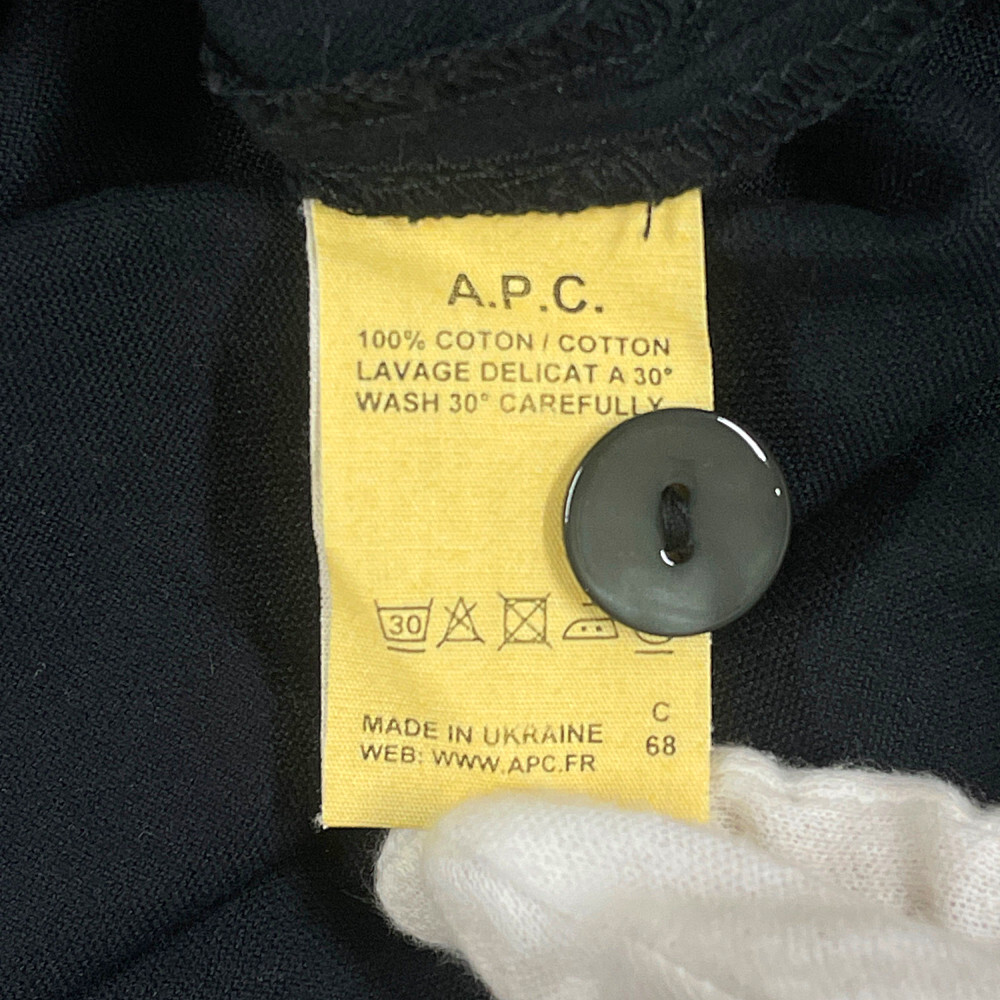 A.P.C.
100% COTON / COTTON
LAVAGE DELICAT A 30°
WASH 30° CAREFULLY
30
C
MADE IN UKRAINE
68
WEB: WWW.APC.FR